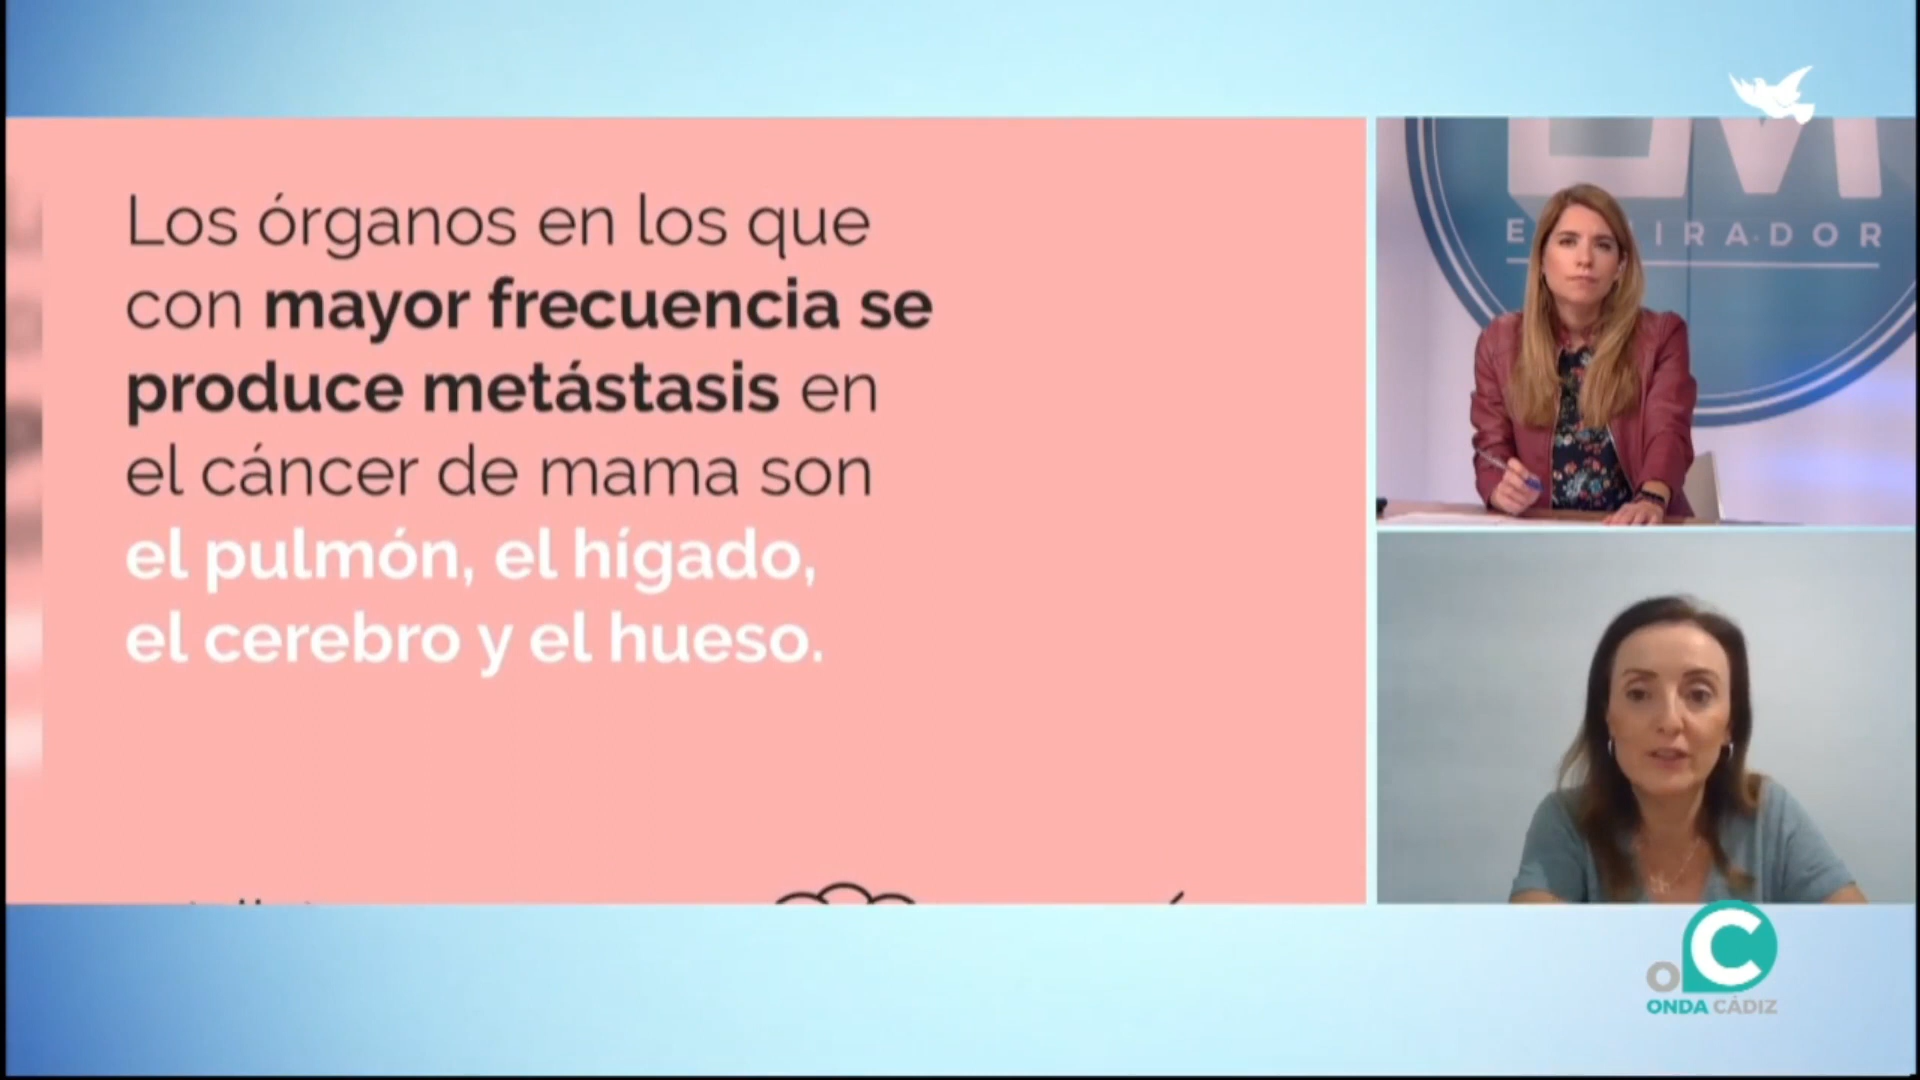 Los órganos en los que
con mayor frecuencia se
produce metástasis en
el cáncer de mama son
el pulmón, el hígado,
el cerebro y el hueso.
EM
IRADOR
C
O
ONDA CÁDIZ